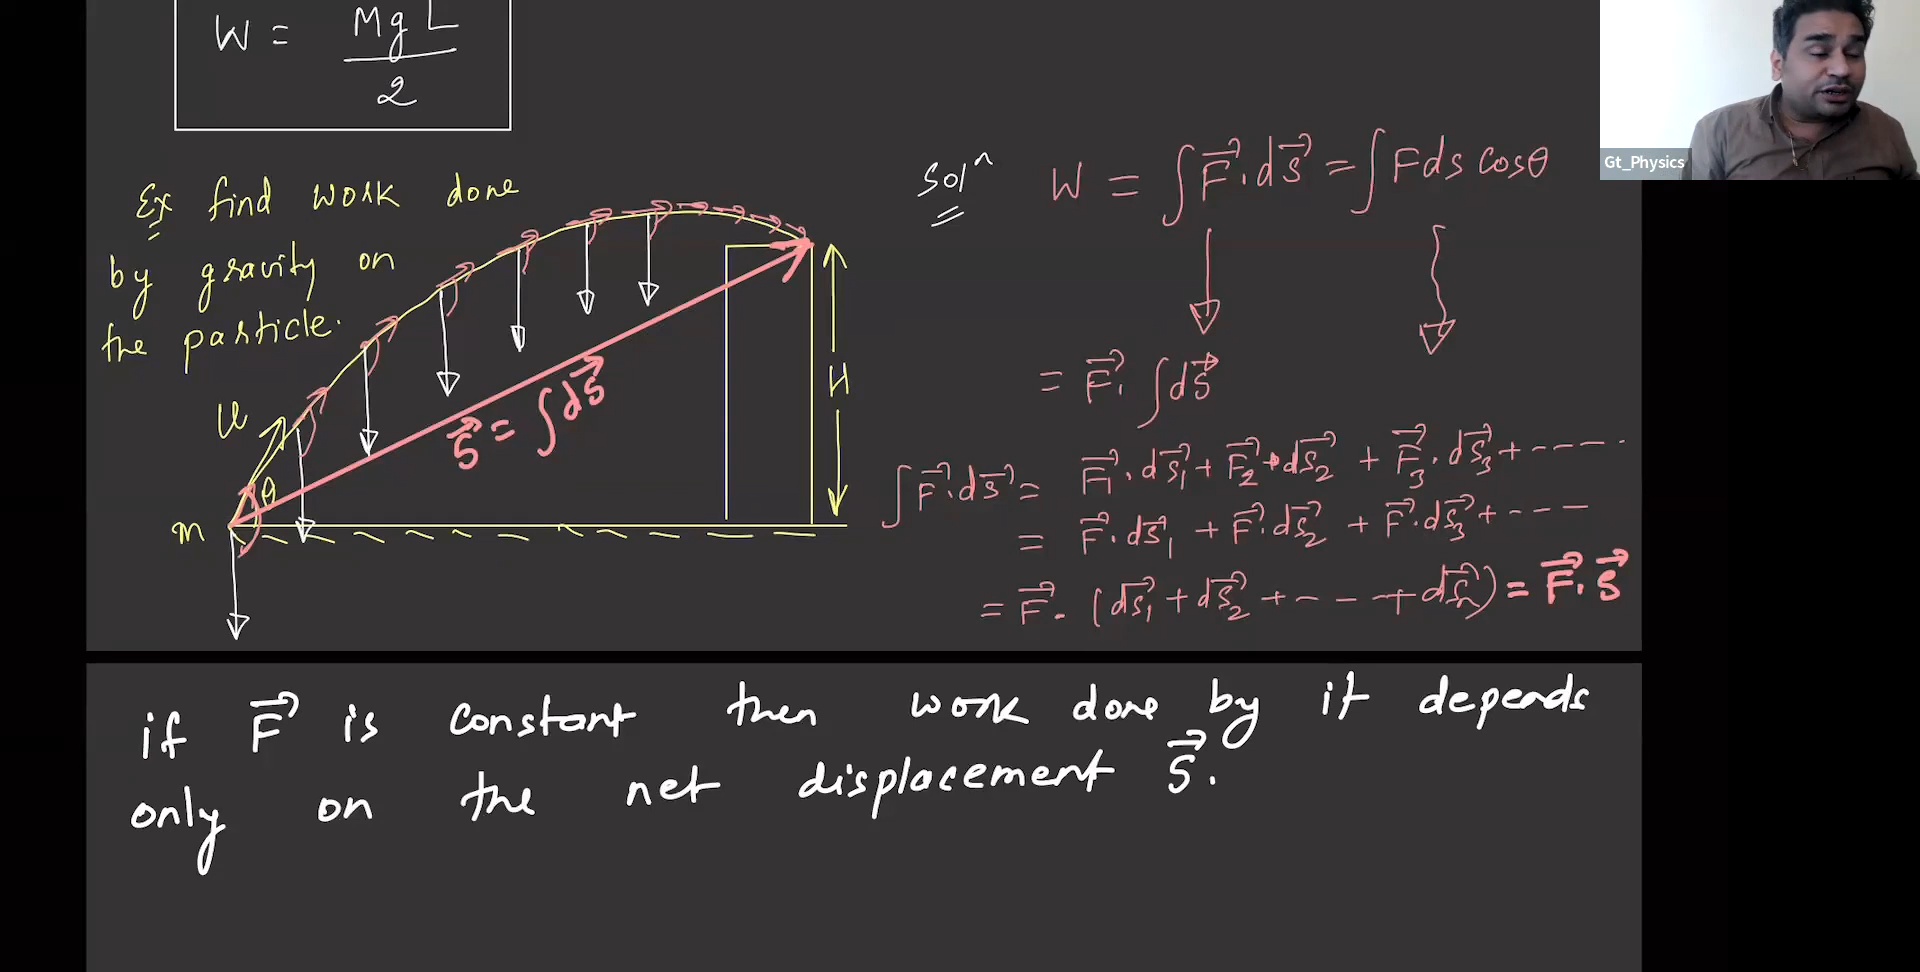 W = MgL/2
Ex find work done
by gravity on
the particle.
u
θ
m
H
S⃗ = ∫dS⃗
Solⁿ
W = ∫F⃗.dS⃗ = ∫Fds cosθ
= F⃗. ∫dS⃗
∫F⃗.dS⃗ = F⃗₁.dS⃗₁ + F⃗₂.dS⃗₂ + F⃗₃.dS⃗₃ + -----
= F⃗.dS⃗₁ + F⃗.dS⃗₂ + F⃗.dS⃗₃ + ----
= F⃗. (dS⃗₁ + dS⃗₂ + --- + dS⃗ₙ) = F⃗.S⃗
if F⃗ is constant then work done by it depends
only on the net displacement S⃗.
Gt_Physics